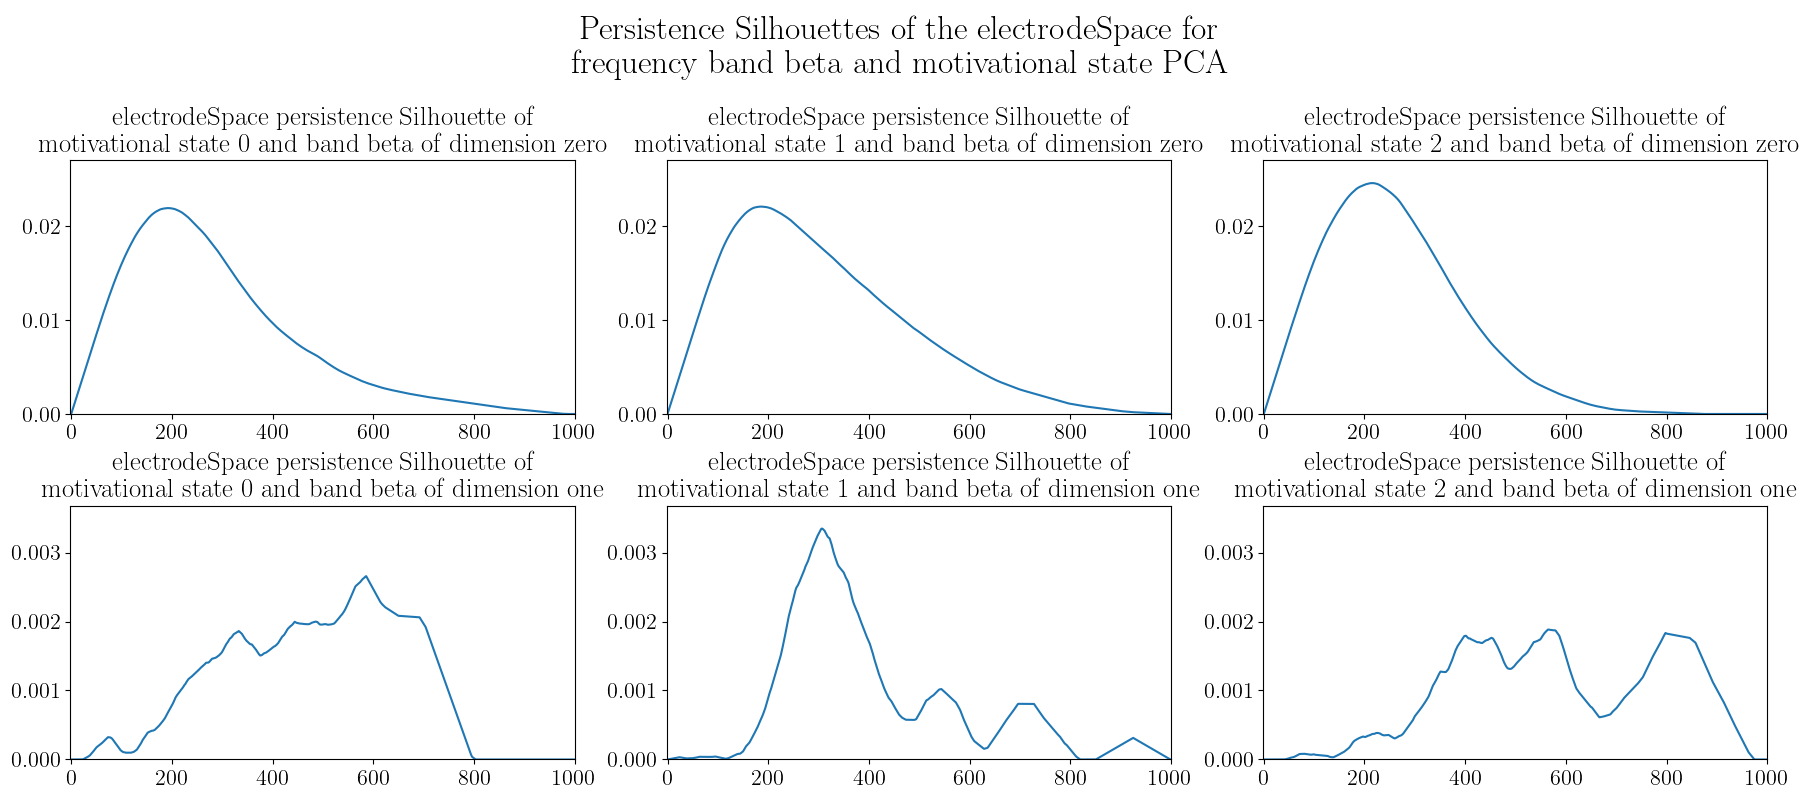 Persistence Silhouettes of the electrodeSpace for
frequency band beta and motivational state PCA
electrodeSpace persistence Silhouette of
motivational state 0 and band beta of dimension zero
0.02
0.01
0.00
0 200 400 600 800 1000
electrodeSpace persistence Silhouette of
motivational state 1 and band beta of dimension zero
0.02
0.01
0.00
0 200 400 600 800 1000
electrodeSpace persistence Silhouette of
motivational state 2 and band beta of dimension zero
0.02
0.01
0.00
0 200 400 600 800 1000
electrodeSpace persistence Silhouette of
motivational state 0 and band beta of dimension one
0.003
0.002
0.001
0.000
0 200 400 600 800 1000
electrodeSpace persistence Silhouette of
motivational state 1 and band beta of dimension one
0.003
0.002
0.001
0.000
0 200 400 600 800 1000
electrodeSpace persistence Silhouette of
motivational state 2 and band beta of dimension one
0.003
0.002
0.001
0.000
0 200 400 600 800 1000